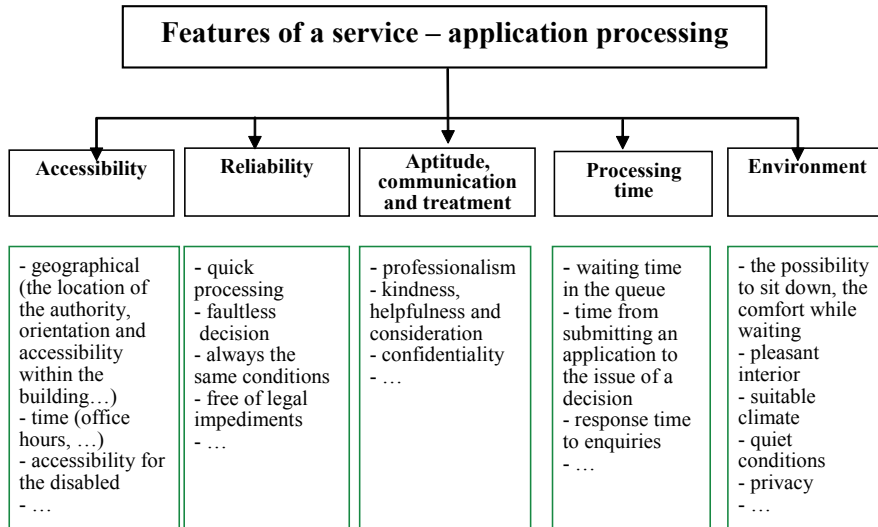 Features of a service – application processing
Accessibility
Reliability
Aptitude,
communication
and treatment
Processing
time
Environment
- geographical
(the location of
the authority,
orientation and
accessibility
within the
building…)
- time (office
hours, …)
- accessibility for
the disabled
- …
- quick
processing
- faultless
decision
- always the
same conditions
- free of legal
impediments
- …
- professionalism
- kindness,
helpfulness and
consideration
- confidentiality
- …
- waiting time
in the queue
- time from
submitting an
application to
the issue of a
decision
- response time
to enquiries
- …
- the possibility
to sit down, the
comfort while
waiting
- pleasant
interior
- suitable
climate
- quiet
conditions
- privacy
- …